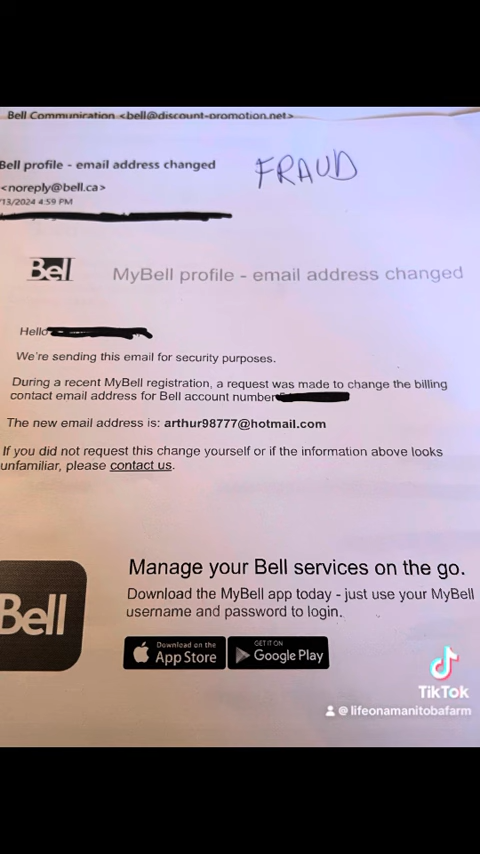 Bell Communication <bell@discount-promotion.net>
Bell profile - email address changed
FRAUD
<noreply@bell.ca>
/13/2024 4:59 PM
Bell
MyBell profile - email address changed
Hello
We're sending this email for security purposes.
During a recent MyBell registration, a request was made to change the billing
contact email address for Bell account number
The new email address is: arthur98777@hotmail.com
If you did not request this change yourself or if the information above looks
unfamiliar, please contact us.
Manage your Bell services on the go.
Download the MyBell app today - just use your MyBell
username and password to login.
Bell
Download on the
App Store
GET IT ON
Google Play
TikTok
@lifeonamanitobafarm